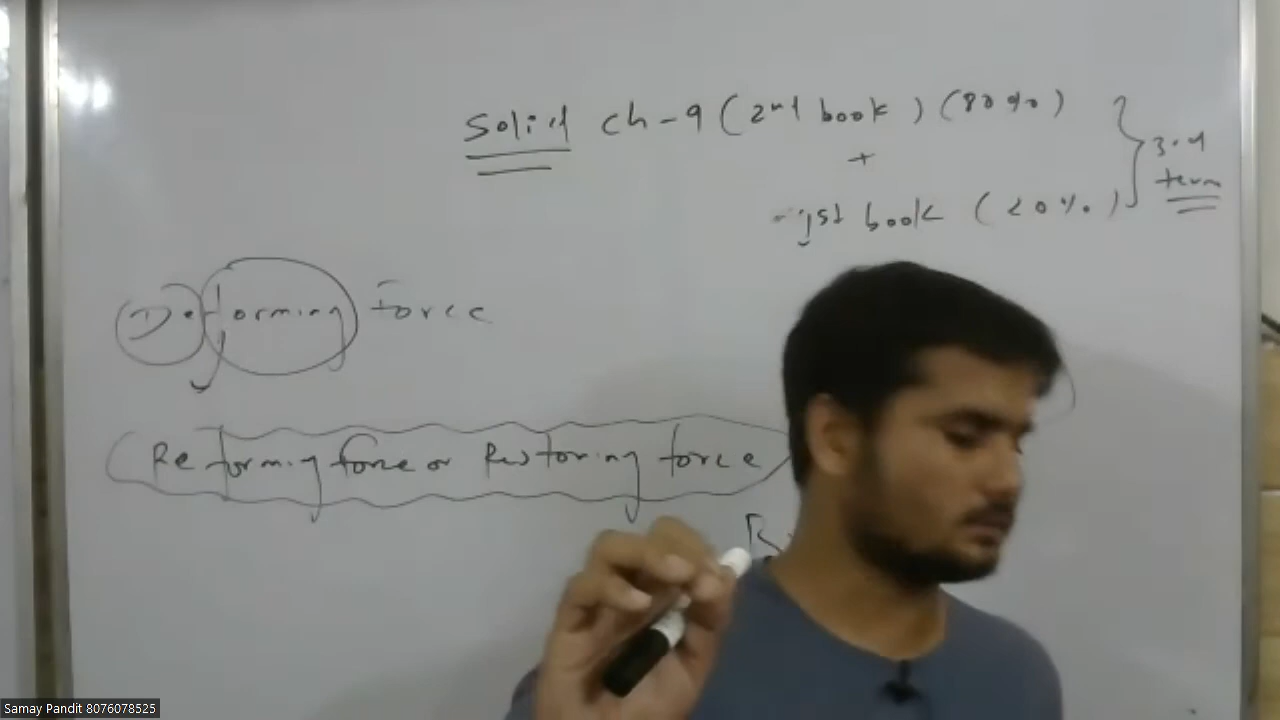 Solid ch-9 (2nd book) (80%)
+
1st book (20%)
3rd
term
Deforming force
(Reforming force or Restoring force)
Samay Pandit 8076078525